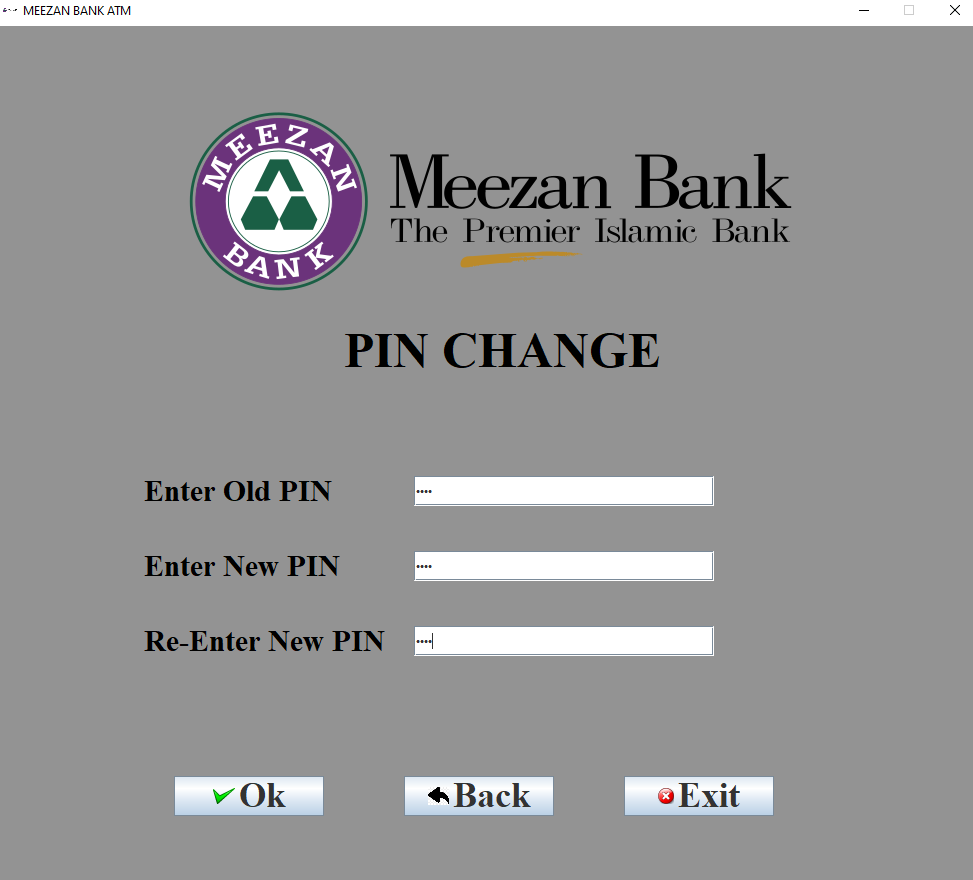 MEEZAN BANK ATM
MEEZAN
BANK
Meezan Bank
The Premier Islamic Bank
PIN CHANGE
Enter Old PIN ••••
Enter New PIN ••••
Re-Enter New PIN ••••
Ok Back Exit